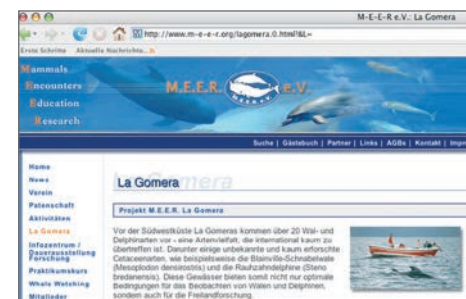 M-E-E-R e.V.: La Gomera
http://www.m-e-e-r.org/lagomera.0.html?&L=
Erste Schritte Aktuelle Nachrichte...
Mammals
Encounters
Education
Research
M.E.E.R. e.V.
Suche | Gästebuch | Partner | Links | AGBs | Kontakt | Impr
Home
News
Verein
Patenschaft
Aktivitäten
La Gomera
Infozentrum /
Dauerausstellung
Forschung
Praktikumskurs
Whale Watching
Mitglieder
La Gomera
Projekt M.E.E.R. La Gomera
Vor der Südwestküste La Gomeras kommen über 20 Wal- und
Delphinarten vor – eine Artenvielfalt, die international kaum zu
übertreffen ist. Darunter einige unbekannte und kaum erforschte
Cetaceenarten, wie beispielsweise die Blainville-Schnabelwale
(Mesoplodon densirostris) und die Rauhzahndelphine (Steno
bredanensis). Diese Gewässer bieten somit nicht nur optimale
Bedingungen für das Beobachten von Walen und Delphinen,
sondern auch für die Freilandforschung.